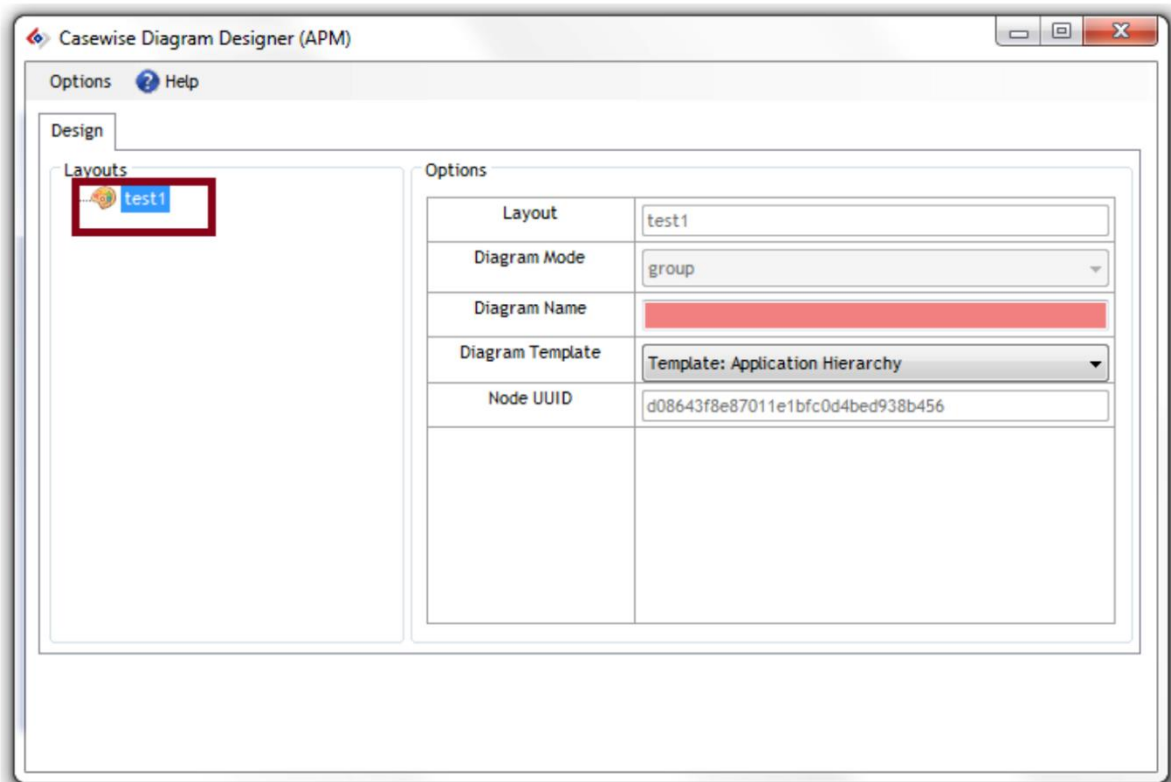 Casewise Diagram Designer (APM)
Options Help
Design
Layouts
test1
Options
Layout test1
Diagram Mode group
Diagram Name
Diagram Template Template: Application Hierarchy
Node UUID d08643f8e87011e1bfc0d4bed938b456